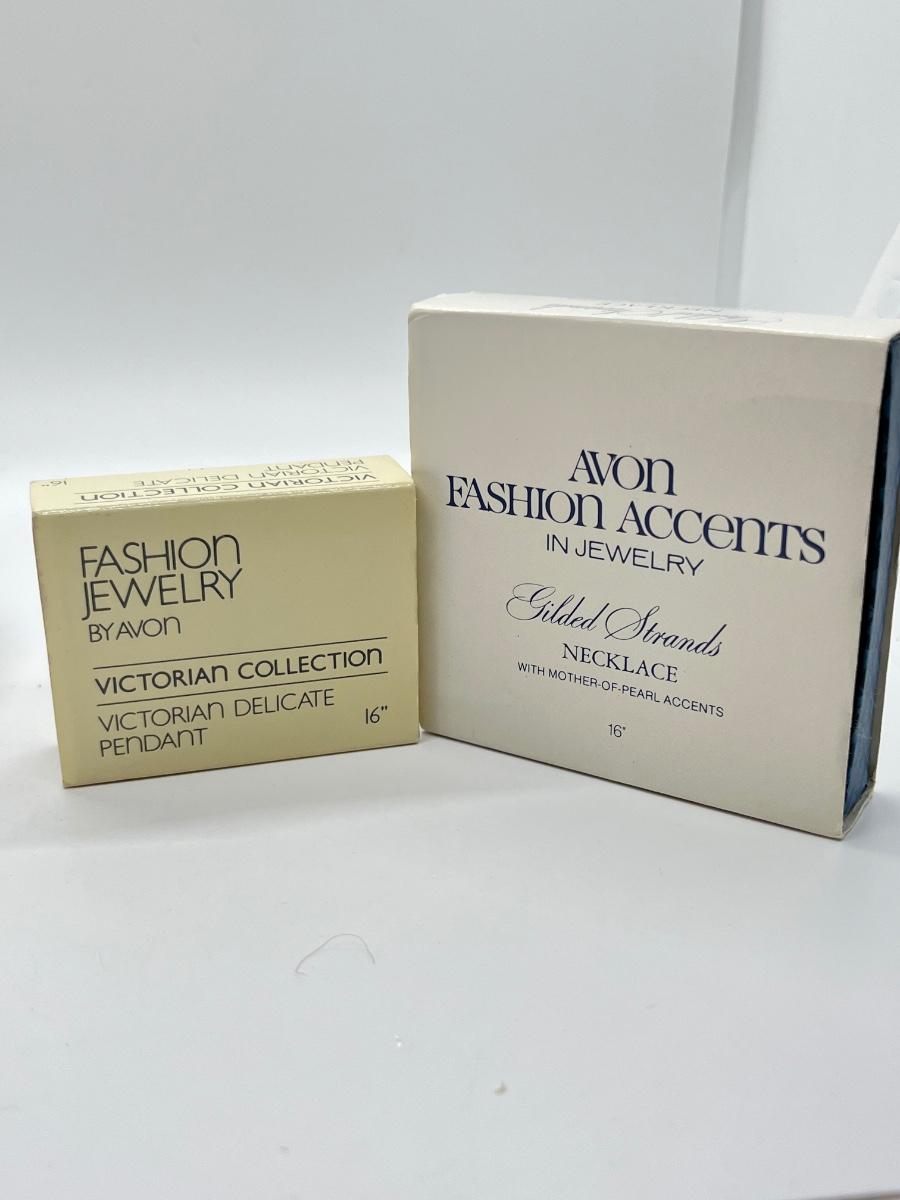 16"
VICTORIAN DELICATE
PENDANT
VICTORIAN COLLECTION
FASHION
JEWELRY
BY AVON
VICTORIAN COLLECTION
VICTORIAN DELICATE
PENDANT
16"
NECKLACE
AVON
FASHION ACCENTS
IN JEWELRY
Gilded Strands
NECKLACE
WITH MOTHER-OF-PEARL ACCENTS
16"